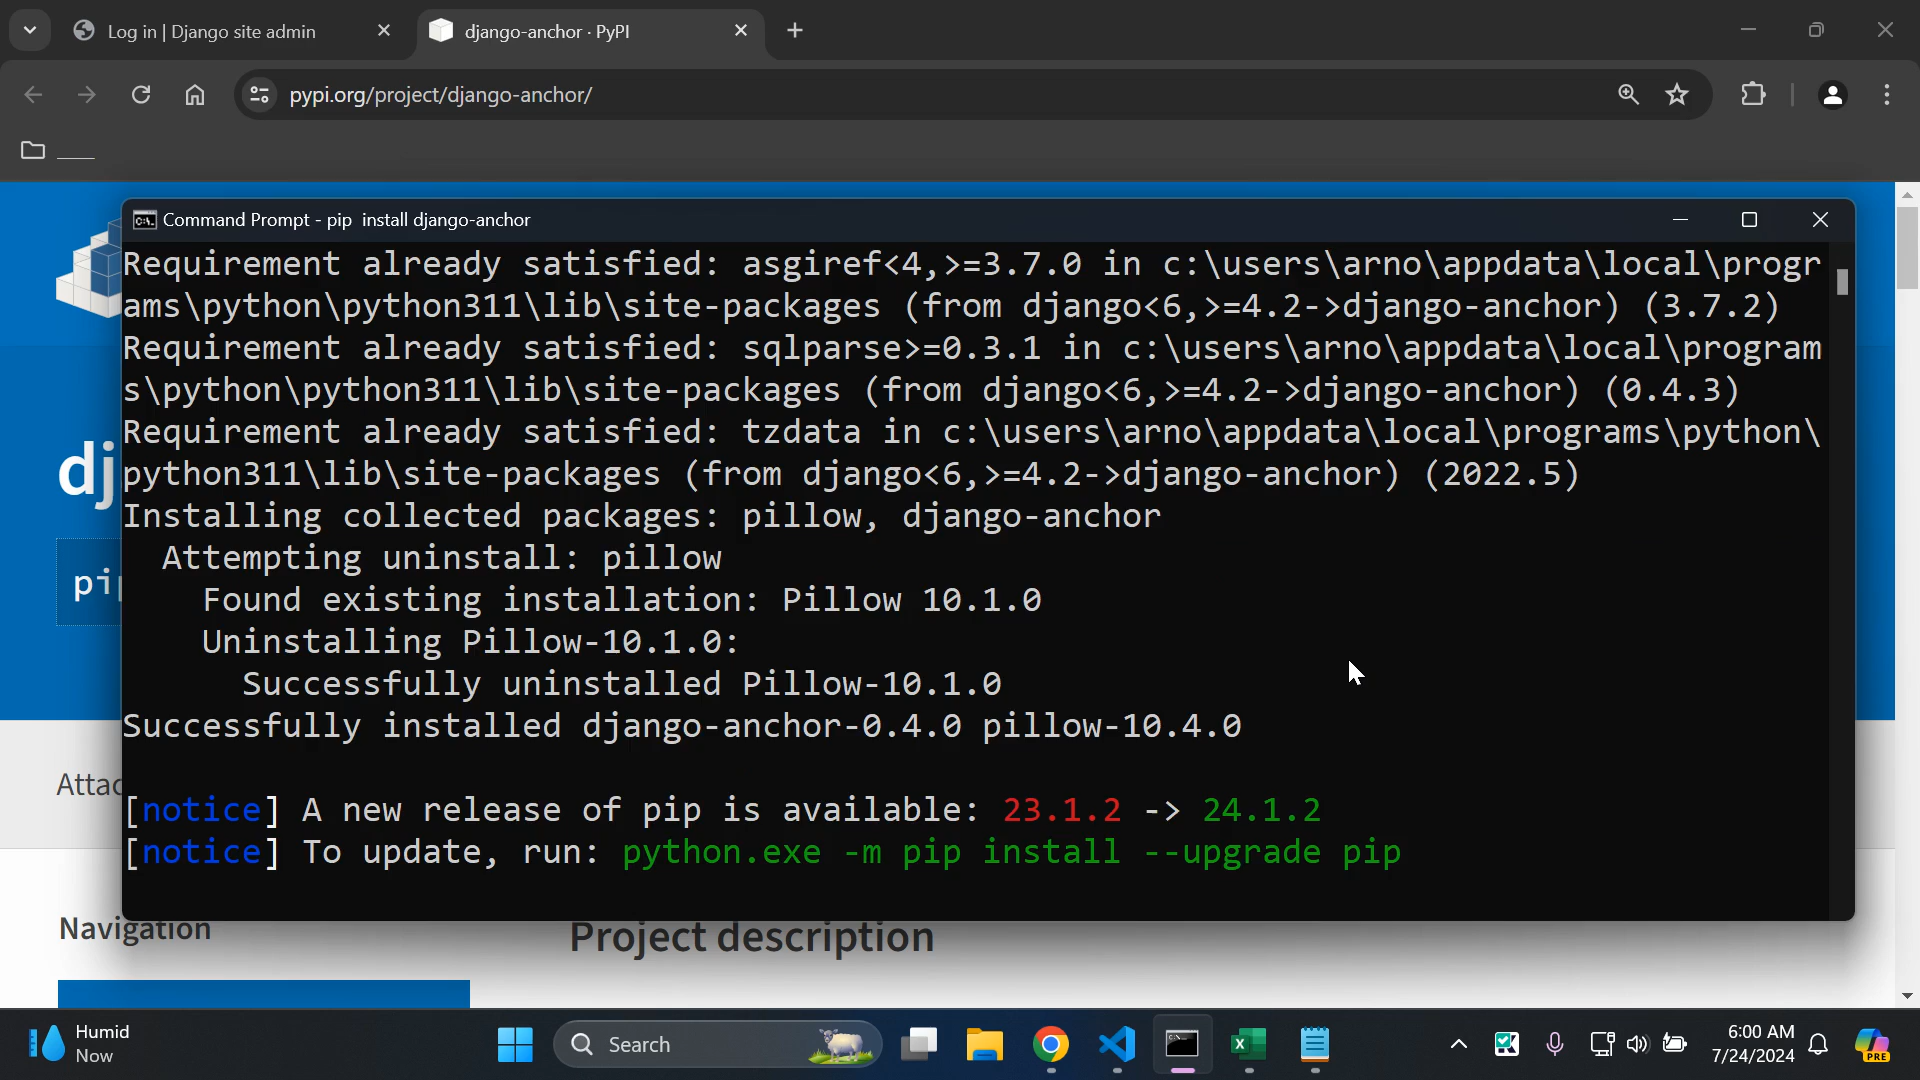 Log in | Django site admin
django-anchor · PyPI
pypi.org/project/django-anchor/
Command Prompt - pip  install django-anchor
Requirement already satisfied: asgiref<4,>=3.7.0 in c:\users\arno\appdata\local\progr
ams\python\python311\lib\site-packages (from django<6,>=4.2->django-anchor) (3.7.2)
Requirement already satisfied: sqlparse>=0.3.1 in c:\users\arno\appdata\local\program
s\python\python311\lib\site-packages (from django<6,>=4.2->django-anchor) (0.4.3)
Requirement already satisfied: tzdata in c:\users\arno\appdata\local\programs\python\
python311\lib\site-packages (from django<6,>=4.2->django-anchor) (2022.5)
Installing collected packages: pillow, django-anchor
  Attempting uninstall: pillow
    Found existing installation: Pillow 10.1.0
    Uninstalling Pillow-10.1.0:
      Successfully uninstalled Pillow-10.1.0
Successfully installed django-anchor-0.4.0 pillow-10.4.0
[notice] A new release of pip is available: 23.1.2 -> 24.1.2
[notice] To update, run: python.exe -m pip install --upgrade pip
dj
pip
Attac
Navigation
Project description
Humid
Now
Search
6:00 AM
7/24/2024
PRE